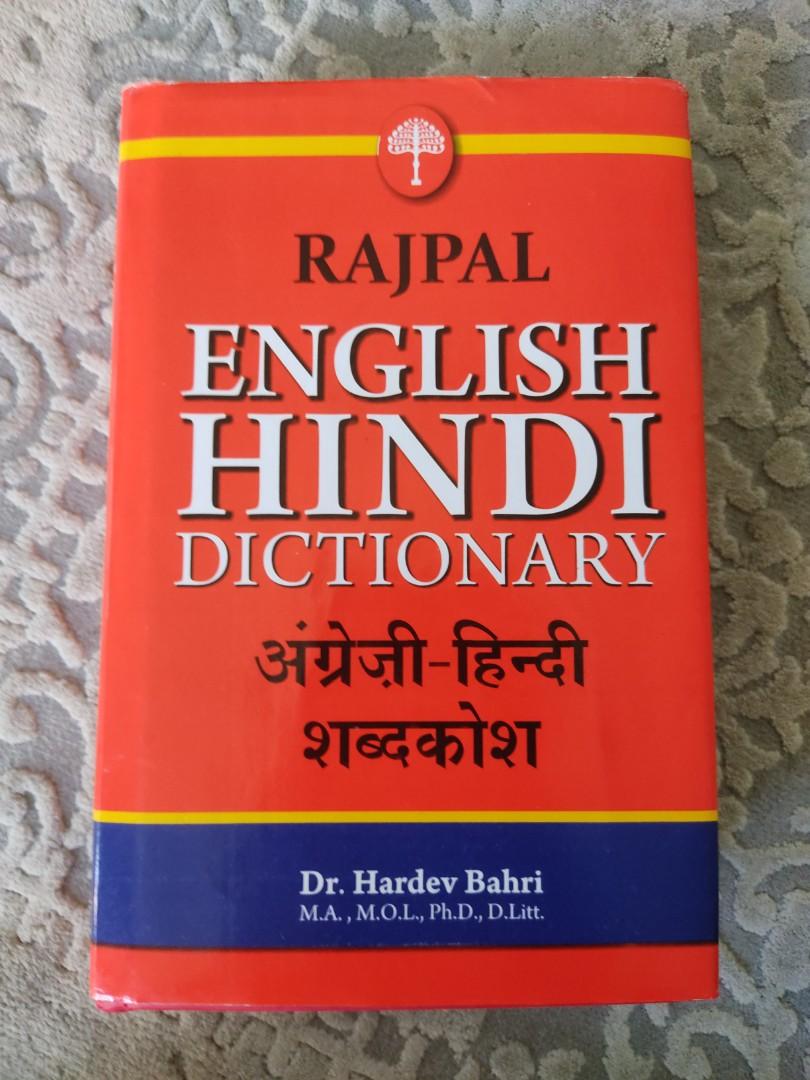 RAJPAL
ENGLISH
HINDI
DICTIONARY
अंग्रेज़ी-हिन्दी
शब्दकोश
Dr. Hardev Bahri
M.A. , M.O.L., Ph.D., D.Litt.